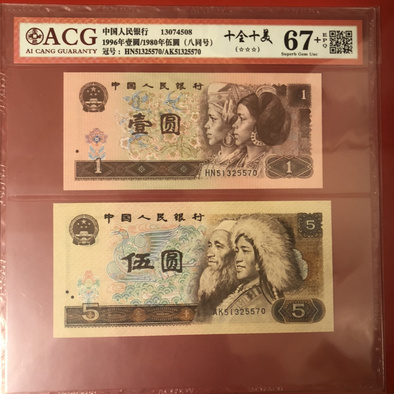 ACG
AI CANG GUARANTY
中国人民银行 13074508
1996年壹圆/1980年伍圆 (八同号)
冠号: HN51325570/AK51325570
十全十美
(☆☆☆)
67+
Superb Gem Unc
EPQ
中国人民银行
1
壹圆
1
1
HN51325570
中国人民银行
5
伍圆
5
5
AK51325570